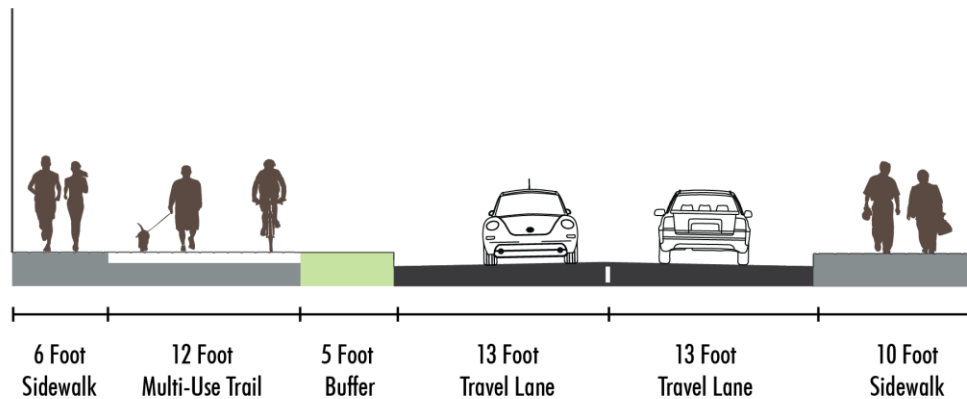 6 Foot
Sidewalk
12 Foot
Multi-Use Trail
5 Foot
Buffer
13 Foot
Travel Lane
13 Foot
Travel Lane
10 Foot
Sidewalk